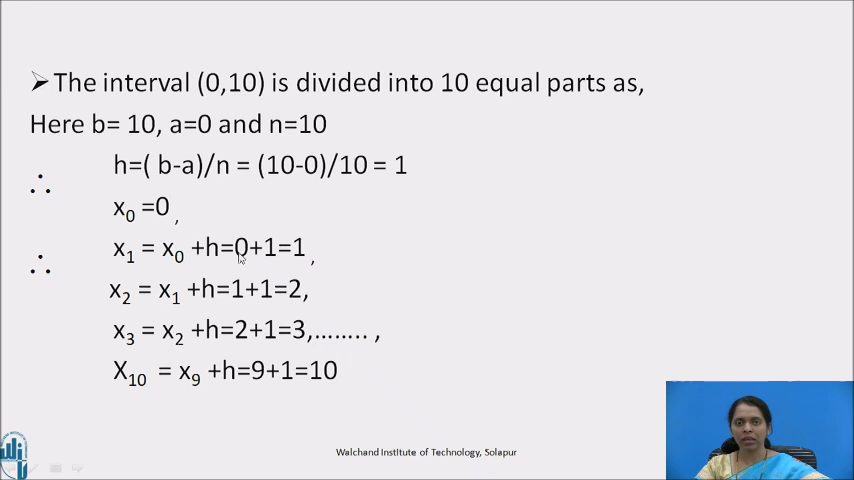 ➢ The interval (0,10) is divided into 10 equal parts as,
Here b= 10, a=0 and n=10
∴ h=( b-a)/n = (10-0)/10 = 1
x₀ =0 ,
∴ x₁ = x₀ +h=0+1=1 ,
x₂ = x₁ +h=1+1=2,
x₃ = x₂ +h=2+1=3,........ ,
X₁₀ = x₉ +h=9+1=10
Walchand Institute of Technology, Solapur